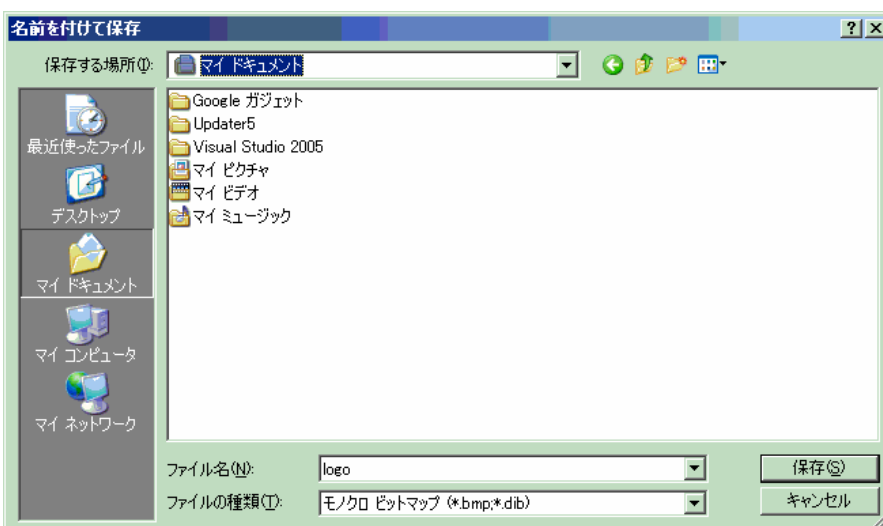 名前を付けて保存
保存する場所(I):
マイ ドキュメント
最近使ったファイル
デスクトップ
マイ ドキュメント
マイ コンピュータ
マイ ネットワーク
Google ガジェット
Updater5
Visual Studio 2005
マイ ピクチャ
マイ ビデオ
マイ ミュージック
ファイル名(N):
logo
保存(S)
ファイルの種類(T):
モノクロ ビットマップ (*.bmp;*.dib)
キャンセル